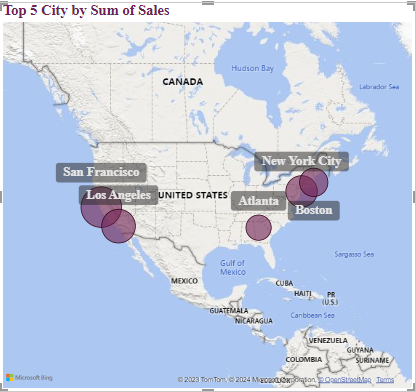 Top 5 City by Sum of Sales
Hudson Bay
CANADA
Labrador Sea
New York City
San Francisco
Los Angeles
UNITED STATES
Atlanta
Boston
Sargasso Sea
Gulf of
Mexico
MEXICO
CUBA
HAITI
PR
(U.S.)
Caribbean Sea
GUATEMALA
NICARAGUA
VENEZUELA
GUYANA
COLOMBIA
SURINAME
Microsoft Bing
© 2023 TomTom, © 2024 Microsoft Corporation, © OpenStreetMap Terms